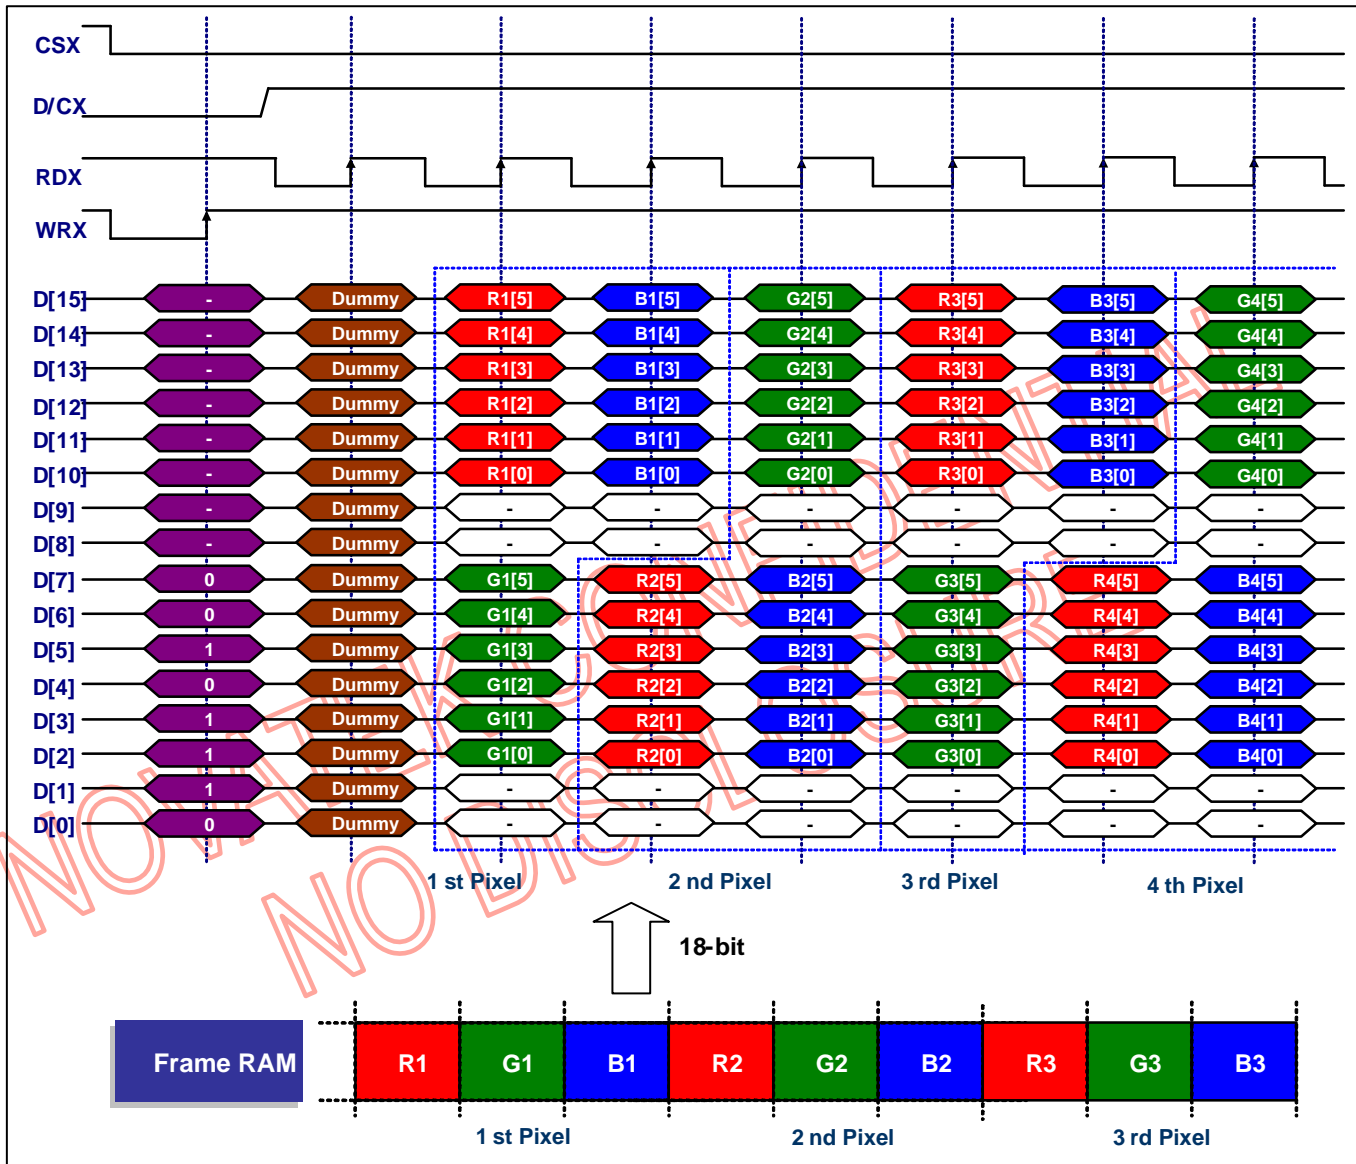 CSX
D/CX
RDX
WRX
D[15] - Dummy R1[5] B1[5] G2[5] R3[5] B3[5] G4[5]
D[14] - Dummy R1[4] B1[4] G2[4] R3[4] B3[4] G4[4]
D[13] - Dummy R1[3] B1[3] G2[3] R3[3] B3[3] G4[3]
D[12] - Dummy R1[2] B1[2] G2[2] R3[2] B3[2] G4[2]
D[11] - Dummy R1[1] B1[1] G2[1] R3[1] B3[1] G4[1]
D[10] - Dummy R1[0] B1[0] G2[0] R3[0] B3[0] G4[0]
D[9] - Dummy - - - - - -
D[8] - Dummy - - - - - -
D[7] 0 Dummy G1[5] R2[5] B2[5] G3[5] R4[5] B4[5]
D[6] 0 Dummy G1[4] R2[4] B2[4] G3[4] R4[4] B4[4]
D[5] 1 Dummy G1[3] R2[3] B2[3] G3[3] R4[3] B4[3]
D[4] 0 Dummy G1[2] R2[2] B2[2] G3[2] R4[2] B4[2]
D[3] 1 Dummy G1[1] R2[1] B2[1] G3[1] R4[1] B4[1]
D[2] 1 Dummy G1[0] R2[0] B2[0] G3[0] R4[0] B4[0]
D[1] 1 Dummy - - - - - -
D[0] 0 Dummy - - - - - -
NOVATEK CONFIDENTIAL
NO DISCLOSURE
1 st Pixel 2 nd Pixel 3 rd Pixel 4 th Pixel
18-bit
Frame RAM R1 G1 B1 R2 G2 B2 R3 G3 B3
1 st Pixel 2 nd Pixel 3 rd Pixel